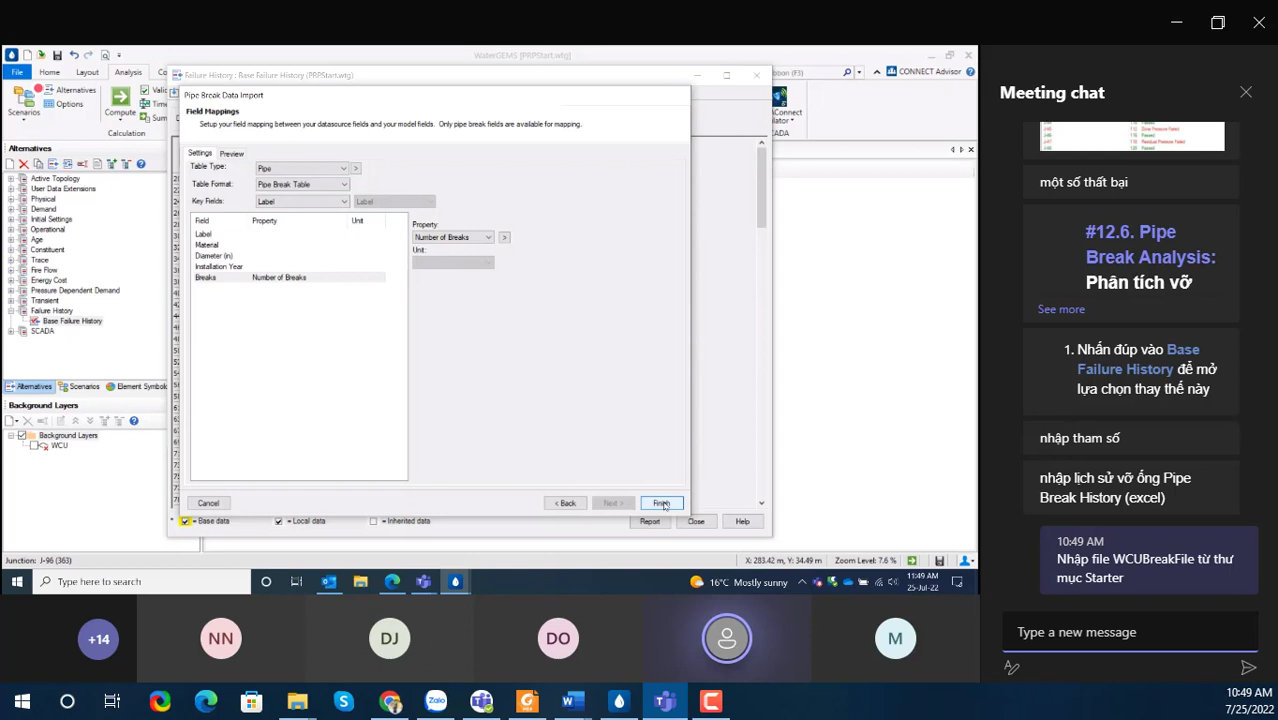 WaterGEMS [PRPStart.wtg]
File
Home
Layout
Analysis
(F3)
CONNECT Advisor
Failure History : Base Failure History (PRPStart.wtg)
Scenarios
Alternatives
Options
Compute
Calculation
Pipe Break Data Import
Field Mappings
Setup your field mapping between your datasource fields and your model fields. Only pipe break fields are available for mapping.
Settings
Preview
Table Type:
Pipe
>
Table Format:
Pipe Break Table
Key Fields:
Label
Label
Field
Property
Unit
Label
Material
Diameter (in)
Installation Year
Breaks
Number of Breaks
Property:
Number of Breaks
>
Unit:
Cancel
< Back
Next >
Finish
= Base data
= Local data
= Inherited data
Report
Close
Help
Alternatives
Active Topology
User Data Extensions
Physical
Demand
Initial Settings
Operational
Age
Constituent
Trace
Fire Flow
Energy Cost
Pressure Dependent Demand
Transient
Failure History
Base Failure History
SCADA
Alternatives
Scenarios
Element Symbolo
Background Layers
Background Layers
WCU
Junction: J-96 (363)
X: 283.42 m, Y: 34.49 m
Zoom Level: 7.6 %
Type here to search
16°C Mostly sunny
11:49 AM
25-Jul-22
+14
NN
DJ
DO
M
Meeting chat
một số thất bại
#12.6. Pipe
Break Analysis:
Phân tích vỡ
See more
1. Nhấn đúp vào Base
Failure History để mở
lựa chọn thay thế này
nhập tham số
nhập lịch sử vỡ ống Pipe
Break History (excel)
10:49 AM
Nhập file WCUBreakFile từ thư
mục Starter
Type a new message
10:49 AM
7/25/2022